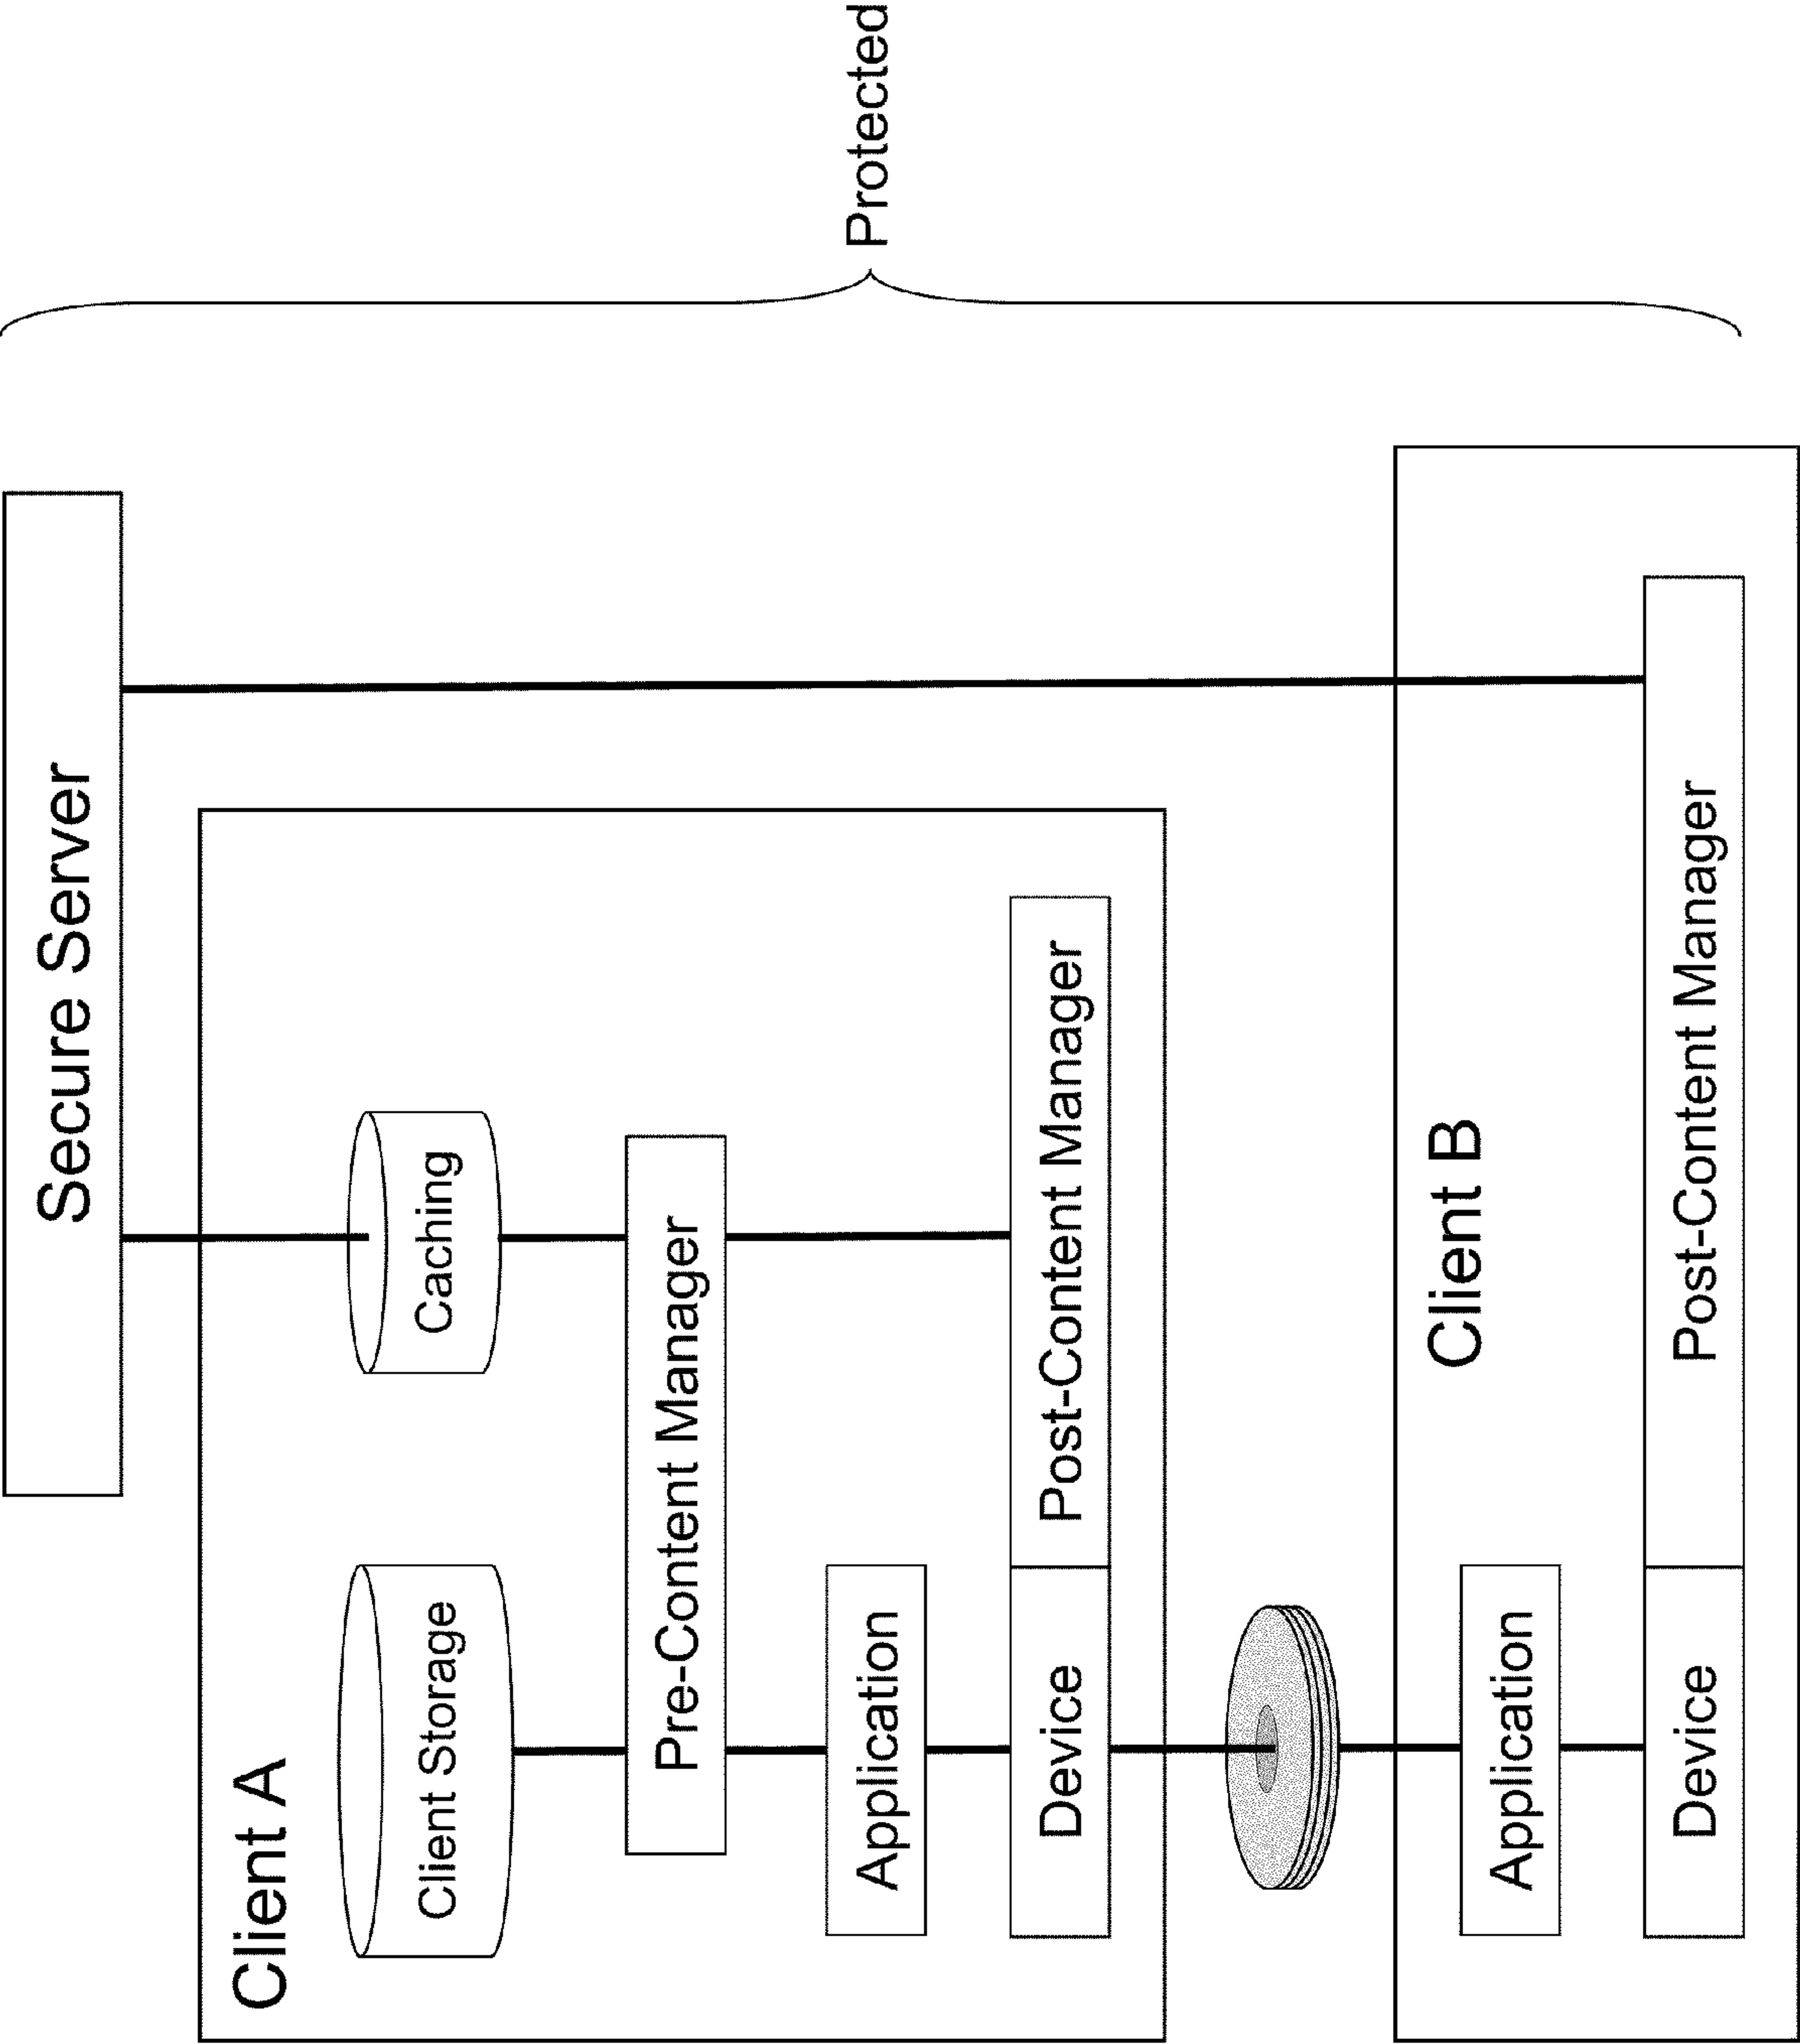 Secure Server
Client A
Client Storage
Caching
Pre-Content Manager
Application
Device
Post-Content Manager
Client B
Application
Device
Post-Content Manager
Protected